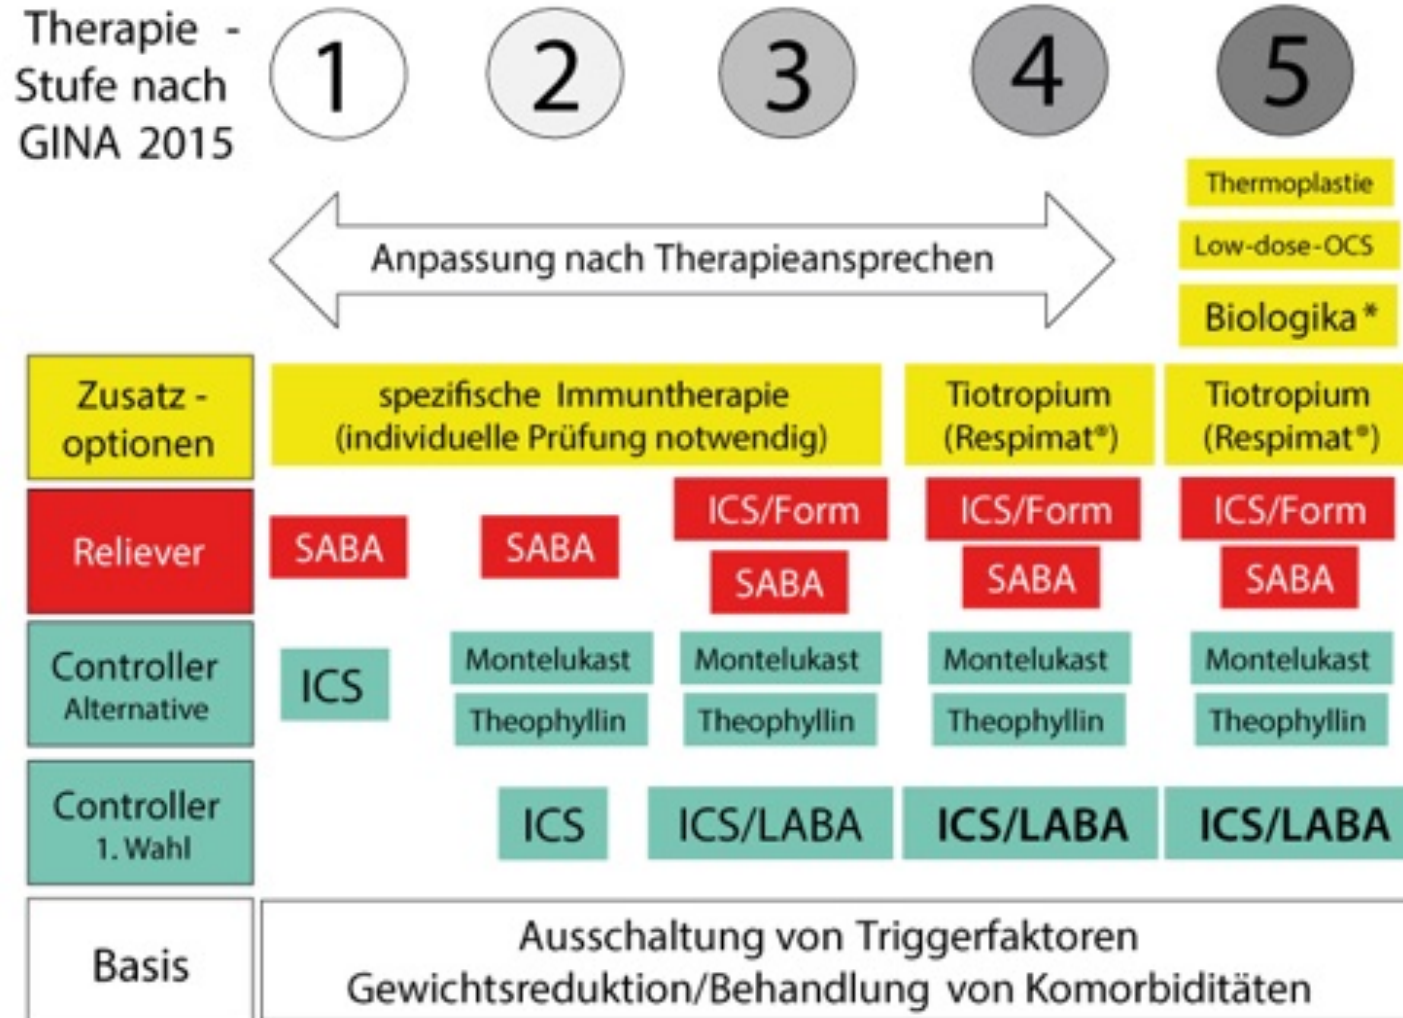 Therapie -
Stufe nach
GINA 2015
1
2
3
4
5
Thermoplastie
Anpassung nach Therapieansprechen
Low-dose-OCS
Biologika*
Zusatz -
optionen
spezifische Immuntherapie
(individuelle Prüfung notwendig)
Tiotropium
(Respimat®)
Tiotropium
(Respimat®)
Reliever
SABA
SABA
ICS/Form
SABA
ICS/Form
SABA
ICS/Form
SABA
Controller
Alternative
ICS
Montelukast
Theophyllin
Montelukast
Theophyllin
Montelukast
Theophyllin
Montelukast
Theophyllin
Controller
1. Wahl
ICS
ICS/LABA
ICS/LABA
ICS/LABA
Basis
Ausschaltung von Triggerfaktoren
Gewichtsreduktion/Behandlung von Komorbiditäten